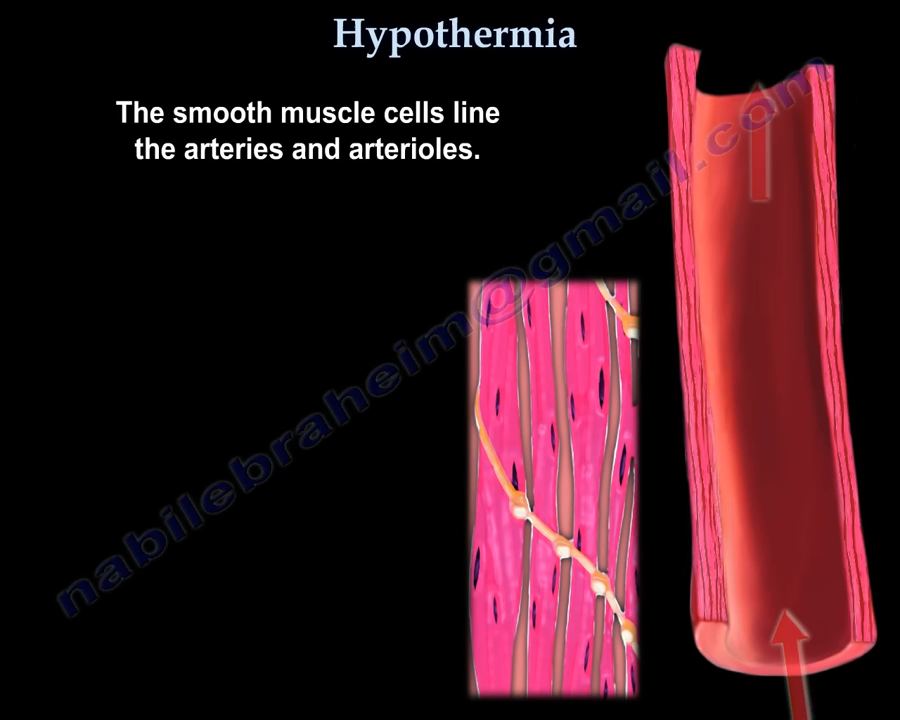 Hypothermia
The smooth muscle cells line
the arteries and arterioles.
nabilebraheim@gmail.com